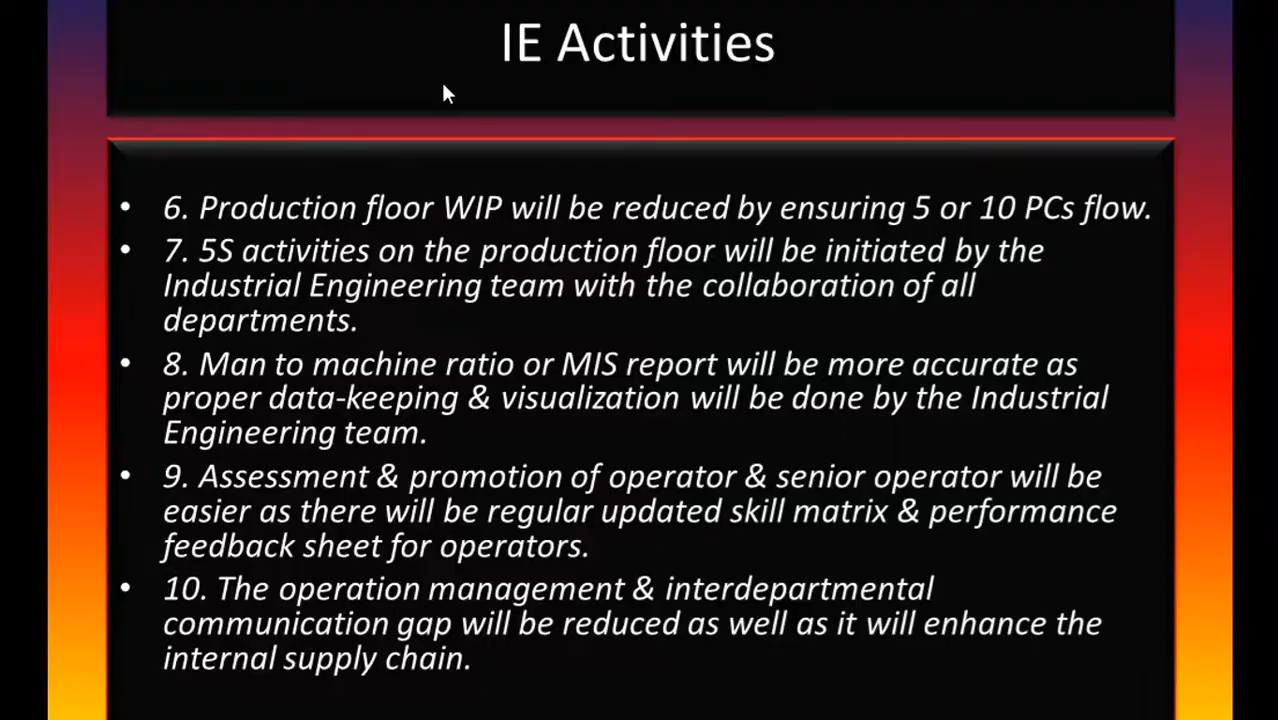 IE Activities
• 6. Production floor WIP will be reduced by ensuring 5 or 10 PCs flow.
• 7. 5S activities on the production floor will be initiated by the
Industrial Engineering team with the collaboration of all
departments.
• 8. Man to machine ratio or MIS report will be more accurate as
proper data-keeping & visualization will be done by the Industrial
Engineering team.
• 9. Assessment & promotion of operator & senior operator will be
easier as there will be regular updated skill matrix & performance
feedback sheet for operators.
• 10. The operation management & interdepartmental
communication gap will be reduced as well as it will enhance the
internal supply chain.